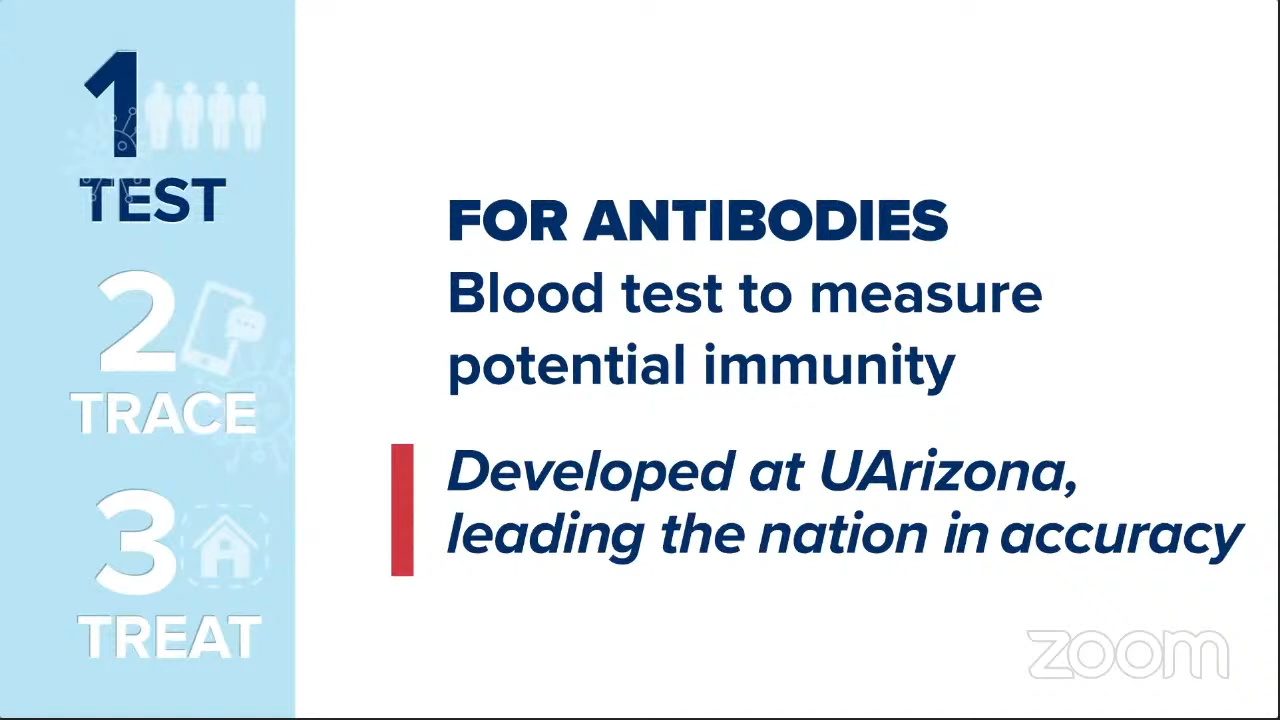 1
TEST
2
TRACE
3
TREAT
FOR ANTIBODIES
Blood test to measure
potential immunity
Developed at UArizona,
leading the nation in accuracy
zoom